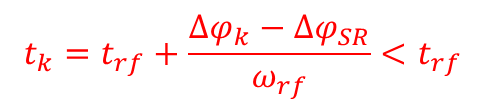 t_k = t_rf + (Δφ_k − Δφ_SR) / ω_rf < t_rf